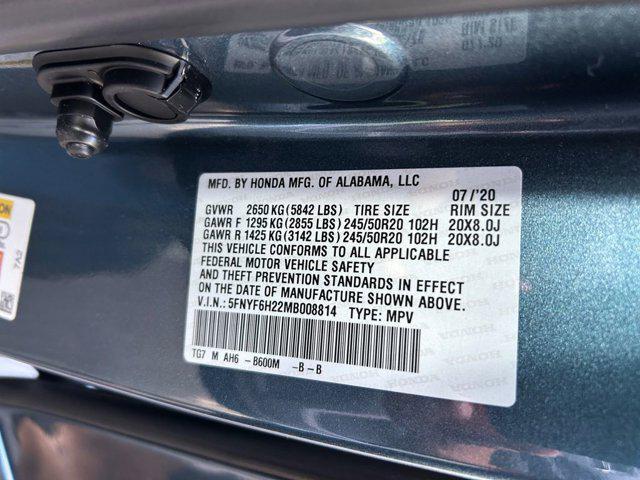 MFD. BY HONDA MFG. OF ALABAMA, LLC
07/'20
GVWR 2650 KG (5842 LBS) TIRE SIZE RIM SIZE
GAWR F 1295 KG (2855 LBS) 245/50R20 102H 20X8.0J
GAWR R 1425 KG (3142 LBS) 245/50R20 102H 20X8.0J
THIS VEHICLE CONFORMS TO ALL APPLICABLE
FEDERAL MOTOR VEHICLE SAFETY
AND THEFT PREVENTION STANDARDS IN EFFECT
ON DATE OF MANUFACTURE SHOWN ABOVE.
V.I.N.: 5FNYF6H22MB008814 TYPE: MPV
TG7 M AH6 - B600M -B - B
7A2